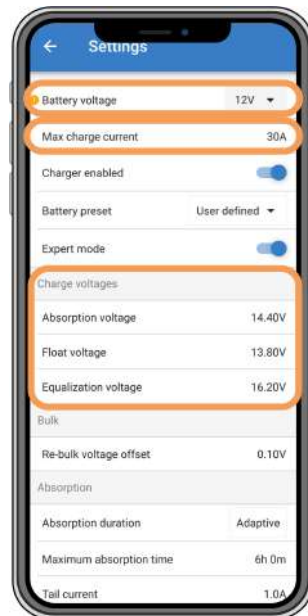 Settings
Battery voltage 12V
Max charge current 30A
Charger enabled
Battery preset User defined
Expert mode
Charge voltages
Absorption voltage 14.40V
Float voltage 13.80V
Equalization voltage 16.20V
Bulk
Re-bulk voltage offset 0.10V
Absorption
Absorption duration Adaptive
Maximum absorption time 6h 0m
Tail current 1.0A